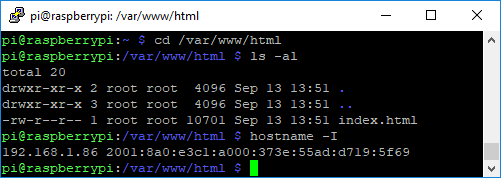 pi@raspberrypi: /var/www/html
pi@raspberrypi:~ $ cd /var/www/html
pi@raspberrypi:/var/www/html $ ls -al
total 20
drwxr-xr-x 2 root root  4096 Sep 13 13:51 .
drwxr-xr-x 3 root root  4096 Sep 13 13:51 ..
-rw-r--r-- 1 root root 10701 Sep 13 13:51 index.html
pi@raspberrypi:/var/www/html $ hostname -I
192.168.1.86 2001:8a0:e3c1:a000:373e:55ad:d719:5f69
pi@raspberrypi:/var/www/html $